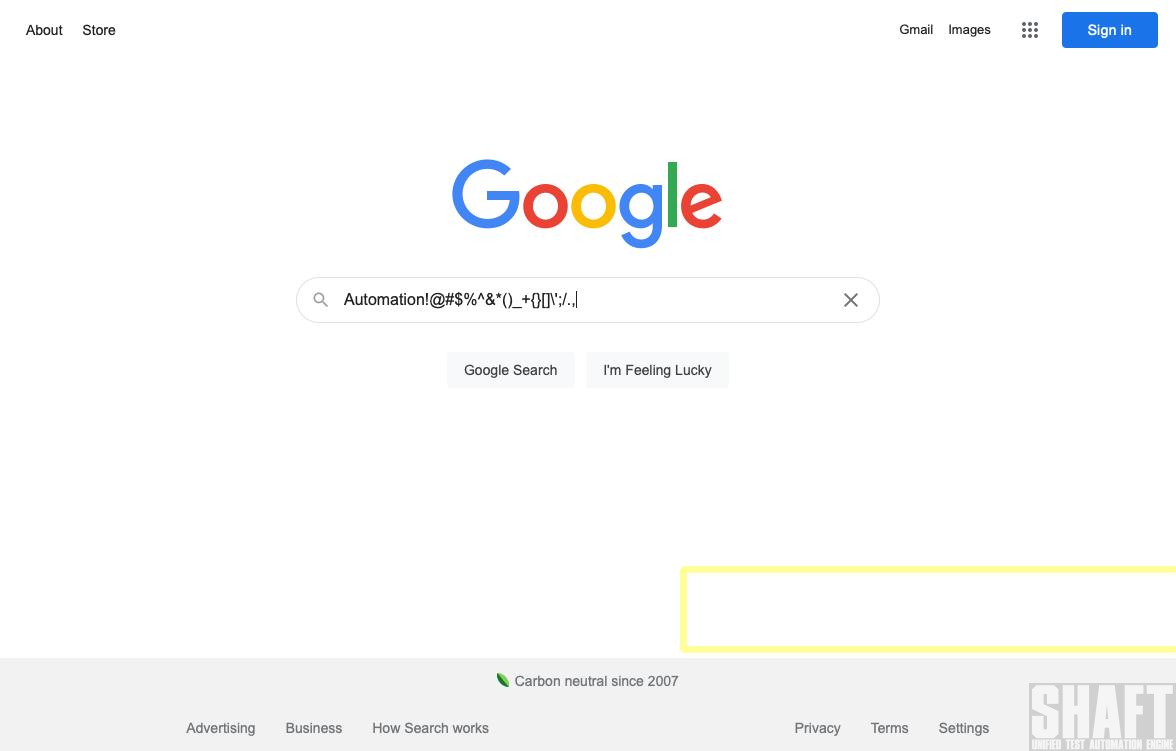 About Store Gmail Images Sign in
Google
Automation!@#$%^&*()_+{}[]\';/.,
Google Search I'm Feeling Lucky
Carbon neutral since 2007
Advertising Business How Search works Privacy Terms Settings
SHAFT
UNIFIED TEST AUTOMATION ENGINE